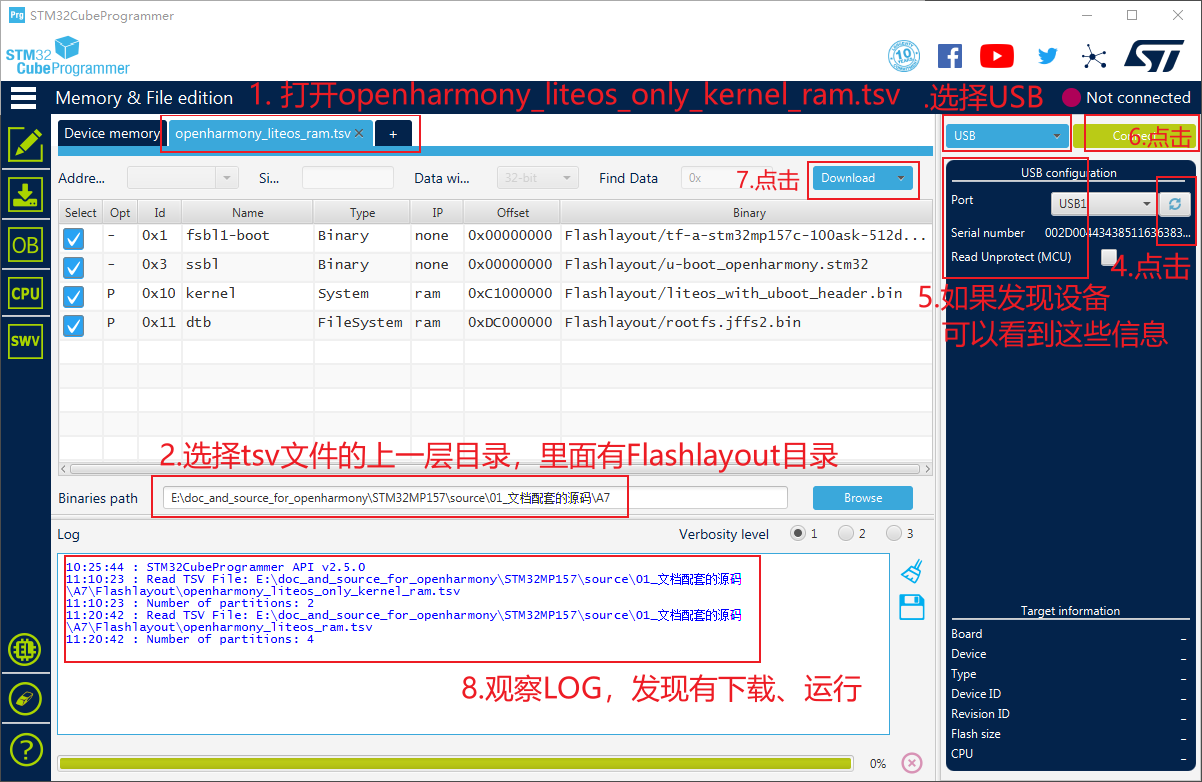 Prg STM32CubeProgrammer
STM32
CubeProgrammer
10
Memory & File edition
1. 打开openharmony_liteos_only_kernel_ram.tsv
.选择USB
Not connected
Device memory
openharmony_liteos_ram.tsv
+
USB
6.点击
Addre...
Si...
Data wi...
32-bit
Find Data
0x
7.点击
Download
Select Opt Id Name Type IP Offset Binary
- 0x1 fsbl1-boot Binary none 0x00000000 Flashlayout/tf-a-stm32mp157c-100ask-512d...
- 0x3 ssbl Binary none 0x00000000 Flashlayout/u-boot_openharmony.stm32
P 0x10 kernel System ram 0xC1000000 Flashlayout/liteos_with_uboot_header.bin
P 0x11 dtb FileSystem ram 0xDC000000 Flashlayout/rootfs.jffs2.bin
USB configuration
Port USB1
Serial number 002D00443438511636383...
Read Unprotect (MCU)
4.点击
5.如果发现设备
可以看到这些信息
2.选择tsv文件的上一层目录，里面有Flashlayout目录
Binaries path E:\doc_and_source_for_openharmony\STM32MP157\source\01_文档配套的源码\A7 Browse
Log
Verbosity level 1 2 3
10:25:44 : STM32CubeProgrammer API v2.5.0
11:10:23 : Read TSV File: E:\doc_and_source_for_openharmony\STM32MP157\source\01_文档配套的源码
\A7\Flashlayout\openharmony_liteos_only_kernel_ram.tsv
11:10:23 : Number of partitions: 2
11:20:42 : Read TSV File: E:\doc_and_source_for_openharmony\STM32MP157\source\01_文档配套的源码
\A7\Flashlayout\openharmony_liteos_ram.tsv
11:20:42 : Number of partitions: 4
8.观察LOG，发现有下载、运行
0%
Target information
Board -
Device -
Type -
Device ID -
Revision ID -
Flash size -
CPU -
OB
CPU
SWV
EL
?
ST